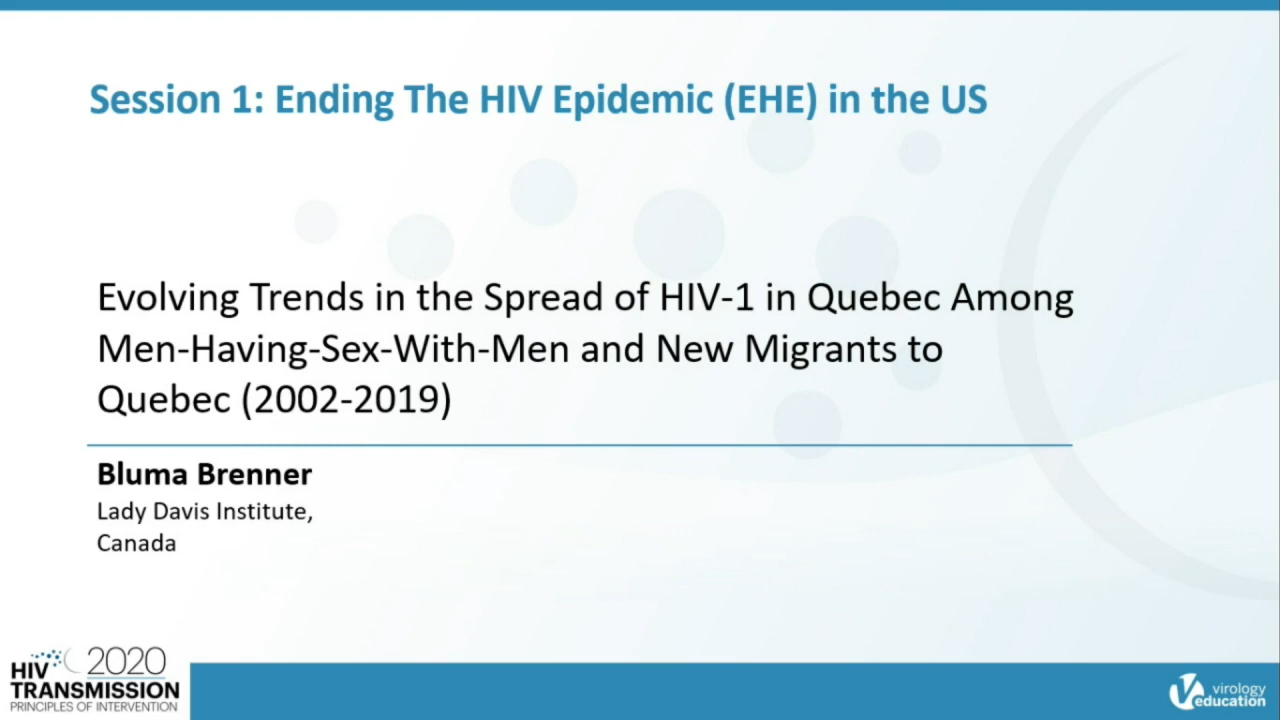 Session 1: Ending The HIV Epidemic (EHE) in the US
Evolving Trends in the Spread of HIV-1 in Quebec Among
Men-Having-Sex-With-Men and New Migrants to
Quebec (2002-2019)
Bluma Brenner
Lady Davis Institute,
Canada
HIV 2020
TRANSMISSION
PRINCIPLES OF INTERVENTION
virology
education